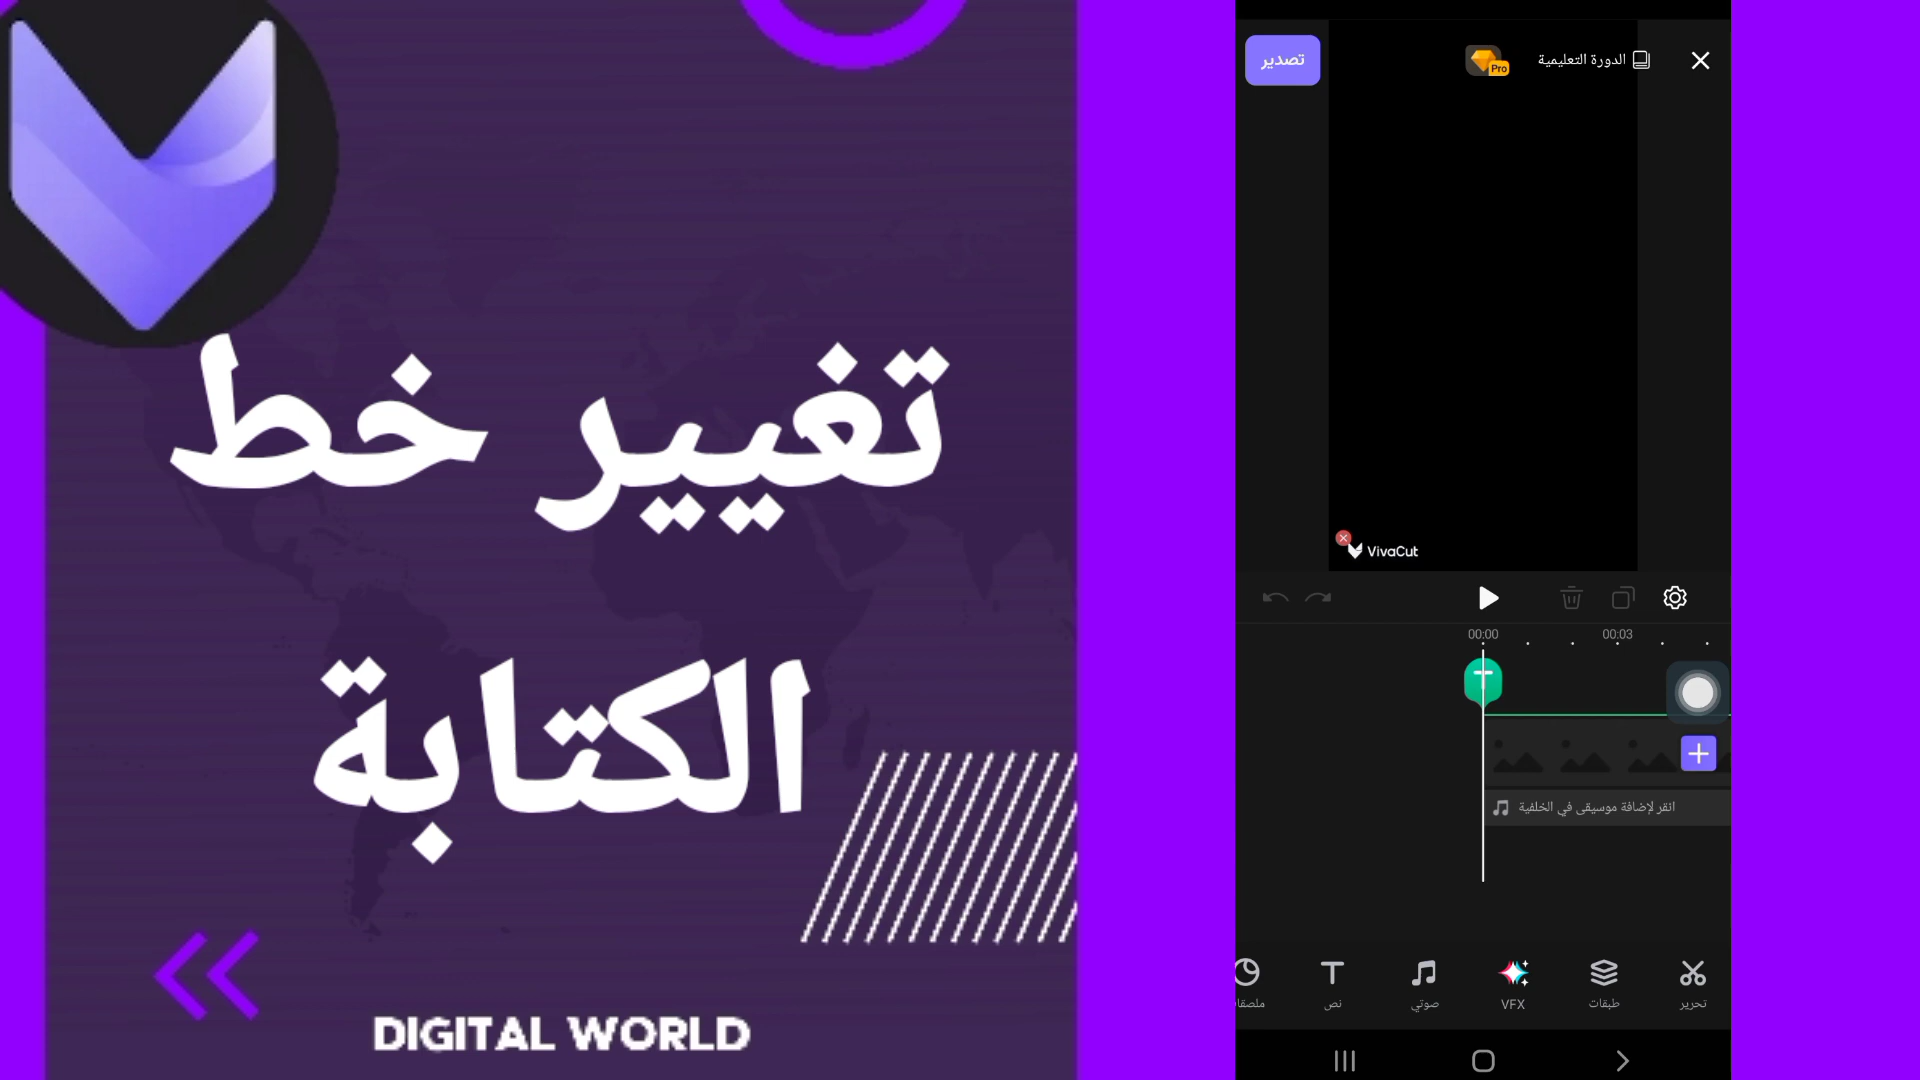 تغيير خط
الكتابة
DIGITAL WORLD
تصدير
Pro
الدورة التعليمية
VivaCut
00:00
00:03
T
انقر لإضافة موسيقى في الخلفية
تحرير
طبقات
VFX
صوتي
نص
ملصقا